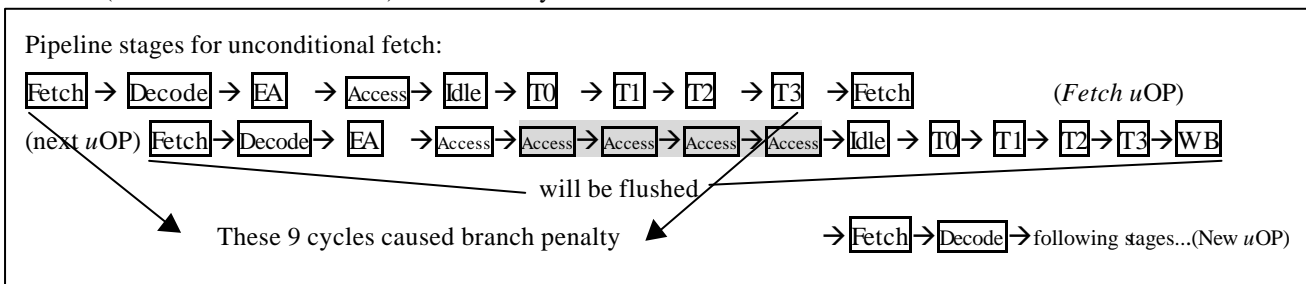 Pipeline stages for unconditional fetch:
Fetch → Decode → EA → Access → Idle → T0 → T1 → T2 → T3 → Fetch (Fetch uOP)
(next uOP) Fetch → Decode → EA → Access → Access → Access → Access → Access → Idle → T0 → T1 → T2 → T3 → WB
will be flushed
These 9 cycles caused branch penalty → Fetch → Decode → following stages...(New uOP)